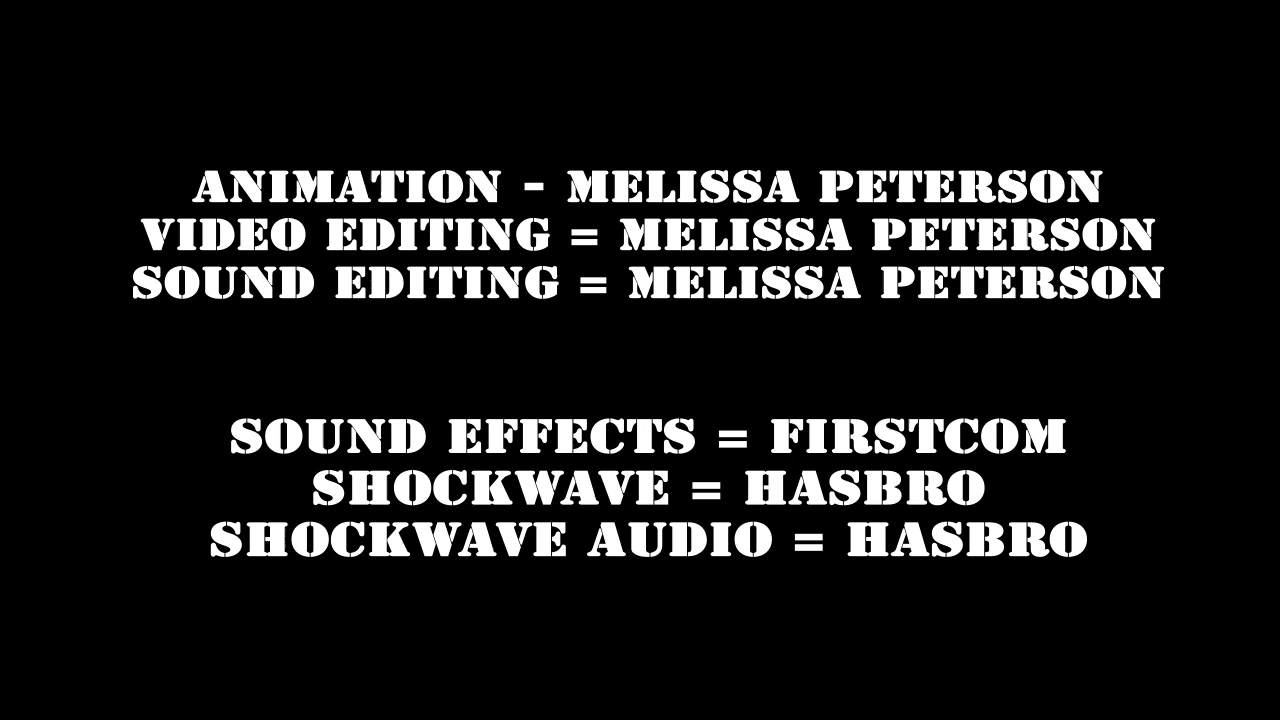 ANIMATION - MELISSA PETERSON
VIDEO EDITING = MELISSA PETERSON
SOUND EDITING = MELISSA PETERSON
SOUND EFFECTS = FIRSTCOM
SHOCKWAVE = HASBRO
SHOCKWAVE AUDIO = HASBRO